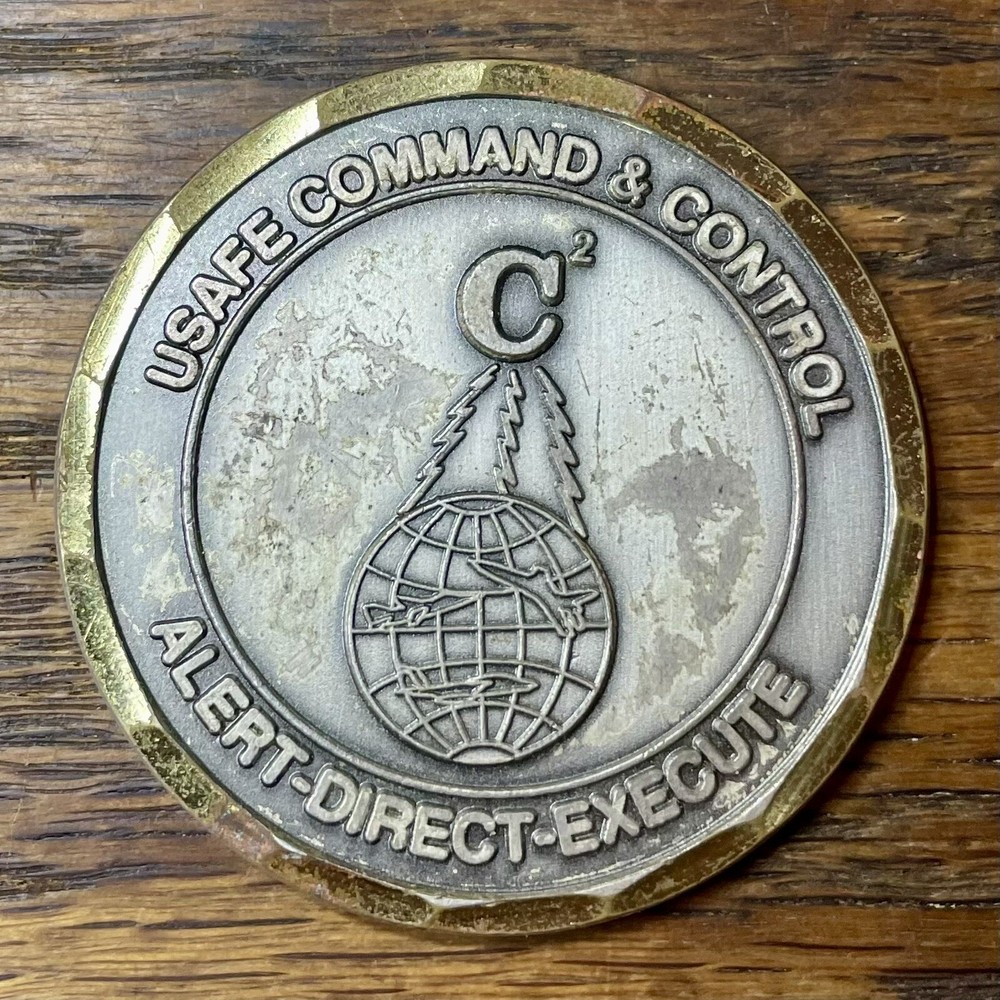 USAFE COMMAND & CONTROL
C²
ALERT-DIRECT-EXECUTE